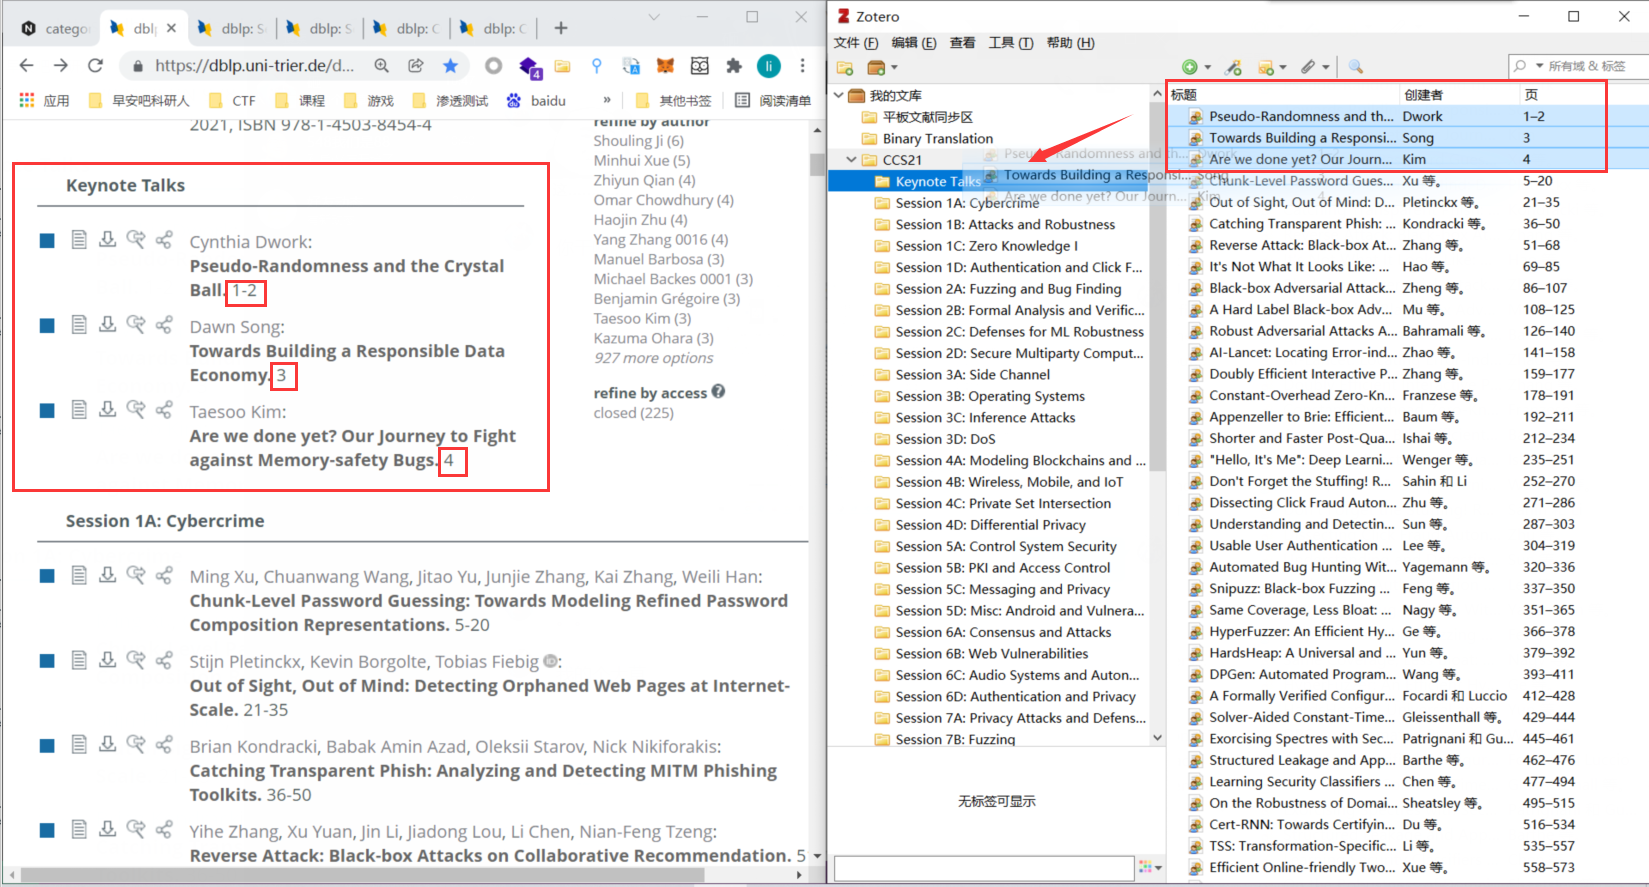 catego
dbl
dblp: S
dblp: S
dblp: C
dblp: C
https://dblp.uni-trier.de/d...
4
li
应用
早安吧科研人
CTF
课程
游戏
渗透测试
baidu
»
其他书签
阅读清单
2021, ISBN 978-1-4503-8454-4
Keynote Talks
Cynthia Dwork:
Pseudo-Randomness and the Crystal
Ball. 1-2
Dawn Song:
Towards Building a Responsible Data
Economy. 3
Taesoo Kim:
Are we done yet? Our Journey to Fight
against Memory-safety Bugs. 4
Session 1A: Cybercrime
Ming Xu, Chuanwang Wang, Jitao Yu, Junjie Zhang, Kai Zhang, Weili Han:
Chunk-Level Password Guessing: Towards Modeling Refined Password
Composition Representations. 5-20
Stijn Pletinckx, Kevin Borgolte, Tobias Fiebig:
Out of Sight, Out of Mind: Detecting Orphaned Web Pages at Internet-
Scale. 21-35
Brian Kondracki, Babak Amin Azad, Oleksii Starov, Nick Nikiforakis:
Catching Transparent Phish: Analyzing and Detecting MITM Phishing
Toolkits. 36-50
Yihe Zhang, Xu Yuan, Jin Li, Jiadong Lou, Li Chen, Nian-Feng Tzeng:
Reverse Attack: Black-box Attacks on Collaborative Recommendation. 5
refine by author
Shouling Ji (6)
Minhui Xue (5)
Zhiyun Qian (4)
Omar Chowdhury (4)
Haojin Zhu (4)
Yang Zhang 0016 (4)
Manuel Barbosa (3)
Michael Backes 0001 (3)
Benjamin Grégoire (3)
Taesoo Kim (3)
Kazuma Ohara (3)
927 more options
refine by access
closed (225)
Zotero
文件 (F) 编辑 (E) 查看 工具 (T) 帮助 (H)
所有域 & 标签
我的文库
平板文献同步区
Binary Translation
CCS21
Keynote Talks
Session 1A: Cybercrime
Session 1B: Attacks and Robustness
Session 1C: Zero Knowledge I
Session 1D: Authentication and Click F...
Session 2A: Fuzzing and Bug Finding
Session 2B: Formal Analysis and Verific...
Session 2C: Defenses for ML Robustness
Session 2D: Secure Multiparty Comput...
Session 3A: Side Channel
Session 3B: Operating Systems
Session 3C: Inference Attacks
Session 3D: DoS
Session 4A: Modeling Blockchains and ...
Session 4B: Wireless, Mobile, and IoT
Session 4C: Private Set Intersection
Session 4D: Differential Privacy
Session 5A: Control System Security
Session 5B: PKI and Access Control
Session 5C: Messaging and Privacy
Session 5D: Misc: Android and Vulnera...
Session 6A: Consensus and Attacks
Session 6B: Web Vulnerabilities
Session 6C: Audio Systems and Auton...
Session 6D: Authentication and Privacy
Session 7A: Privacy Attacks and Defens...
Session 7B: Fuzzing
Pseudo-Randomness and th... Dwork
Towards Building a Responsi... Song
Are we done yet? Our Journ... Kim
无标签可显示
标题 创建者 页
Pseudo-Randomness and th... Dwork 1–2
Towards Building a Responsi... Song 3
Are we done yet? Our Journ... Kim 4
Chunk-Level Password Gues... Xu 等。 5–20
Out of Sight, Out of Mind: D... Pletinckx 等。 21–35
Catching Transparent Phish:... Kondracki 等。 36–50
Reverse Attack: Black-box At... Zhang 等。 51–68
It's Not What It Looks Like: ... Hao 等。 69–85
Black-box Adversarial Attack... Zheng 等。 86–107
A Hard Label Black-box Adv... Mu 等。 108–125
Robust Adversarial Attacks A... Bahramali 等。 126–140
AI-Lancet: Locating Error-ind... Zhao 等。 141–158
Doubly Efficient Interactive P... Zhang 等。 159–177
Constant-Overhead Zero-Kn... Franzese 等。 178–191
Appenzeller to Brie: Efficient... Baum 等。 192–211
Shorter and Faster Post-Qua... Ishai 等。 212–234
"Hello, It's Me": Deep Learni... Wenger 等。 235–251
Don't Forget the Stuffing! R... Sahin 和 Li 252–270
Dissecting Click Fraud Auton... Zhu 等。 271–286
Understanding and Detectin... Sun 等。 287–303
Usable User Authentication ... Lee 等。 304–319
Automated Bug Hunting Wit... Yagemann 等。 320–336
Snipuzz: Black-box Fuzzing ... Feng 等。 337–350
Same Coverage, Less Bloat: ... Nagy 等。 351–365
HyperFuzzer: An Efficient Hy... Ge 等。 366–378
HardsHeap: A Universal and ... Yun 等。 379–392
DPGen: Automated Program... Wang 等。 393–411
A Formally Verified Configur... Focardi 和 Luccio 412–428
Solver-Aided Constant-Time... Gleissenthall 等。 429–444
Exorcising Spectres with Sec... Patrignani 和 Gu... 445–461
Structured Leakage and App... Barthe 等。 462–476
Learning Security Classifiers ... Chen 等。 477–494
On the Robustness of Domai... Sheatsley 等。 495–515
Cert-RNN: Towards Certifyin... Du 等。 516–534
TSS: Transformation-Specific... Li 等。 535–557
Efficient Online-friendly Two... Xue 等。 558–573